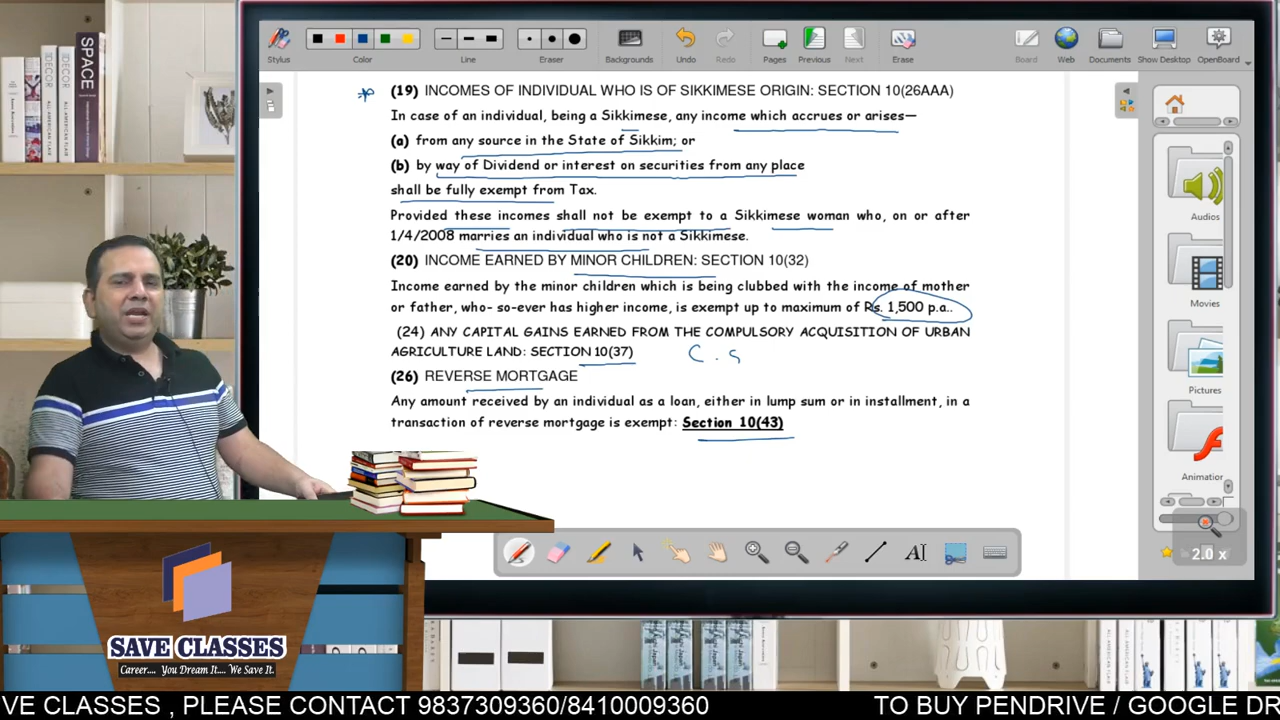 Stylus
Color
Line
Eraser
Backgrounds
Undo
Redo
Pages
Previous
Next
Erase
Board
Web
Documents
Show Desktop
OpenBoard
(19) INCOMES OF INDIVIDUAL WHO IS OF SIKKIMESE ORIGIN: SECTION 10(26AAA)
In case of an individual, being a Sikkimese, any income which accrues or arises—
(a) from any source in the State of Sikkim; or
(b) by way of Dividend or interest on securities from any place
shall be fully exempt from Tax.
Provided these incomes shall not be exempt to a Sikkimese woman who, on or after
1/4/2008 marries an individual who is not a Sikkimese.
(20) INCOME EARNED BY MINOR CHILDREN: SECTION 10(32)
Income earned by the minor children which is being clubbed with the income of mother
or father, who- so-ever has higher income, is exempt up to maximum of Rs. 1,500 p.a..
(24) ANY CAPITAL GAINS EARNED FROM THE COMPULSORY ACQUISITION OF URBAN
AGRICULTURE LAND: SECTION 10(37)
C . S
(26) REVERSE MORTGAGE
Any amount received by an individual as a loan, either in lump sum or in installment, in a
transaction of reverse mortgage is exempt: Section 10(43)
Audios
Movies
Pictures
Animation
2.0 x
SPACE
DECOR
DECOR
SAVE CLASSES
Career.... You Dream It.... We Save It.
VE CLASSES , PLEASE CONTACT 9837309360/8410009360
TO BUY PENDRIVE / GOOGLE DR